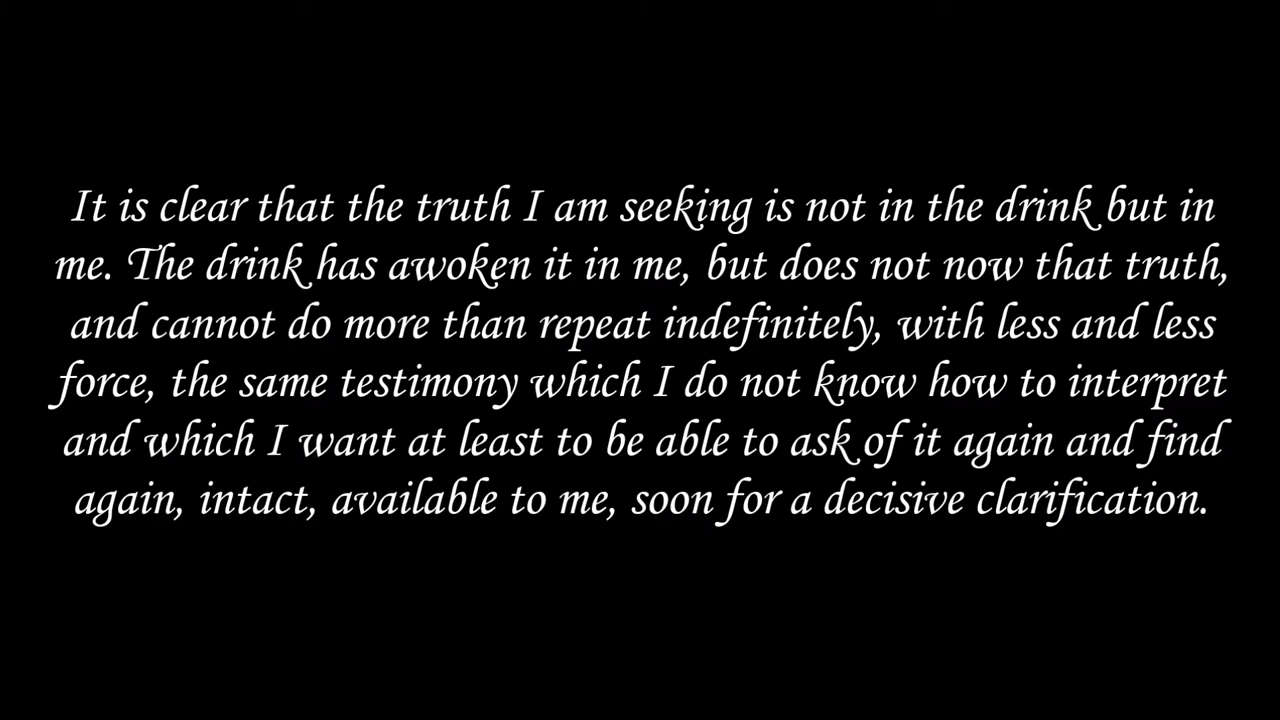 It is clear that the truth I am seeking is not in the drink but in
me. The drink has awoken it in me, but does not now that truth,
and cannot do more than repeat indefinitely, with less and less
force, the same testimony which I do not know how to interpret
and which I want at least to be able to ask of it again and find
again, intact, available to me, soon for a decisive clarification.